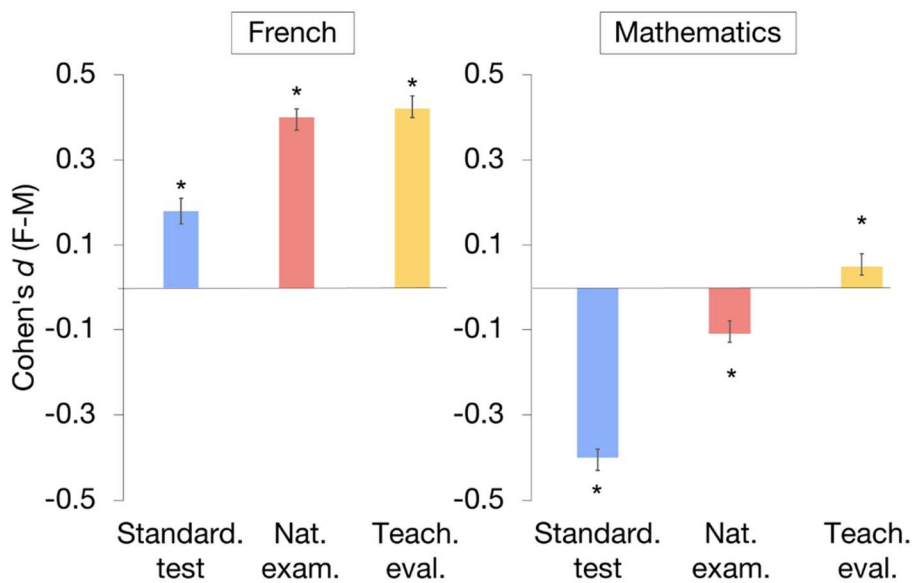 French
Mathematics
Cohen's d (F-M)
0.5
0.3
0.1
-0.1
-0.3
-0.5
*
*
*
Standard.
test
Nat.
exam.
Teach.
eval.
0.5
0.3
0.1
-0.1
-0.3
-0.5
*
*
*
Standard.
test
Nat.
exam.
Teach.
eval.